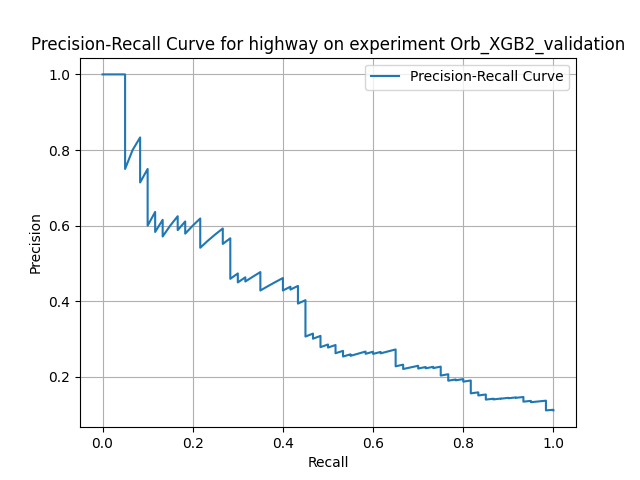 Precision-Recall Curve for highway on experiment Orb_XGB2_validation
Precision-Recall Curve
1.0
0.8
0.6
0.4
0.2
Precision
0.0 0.2 0.4 0.6 0.8 1.0
Recall